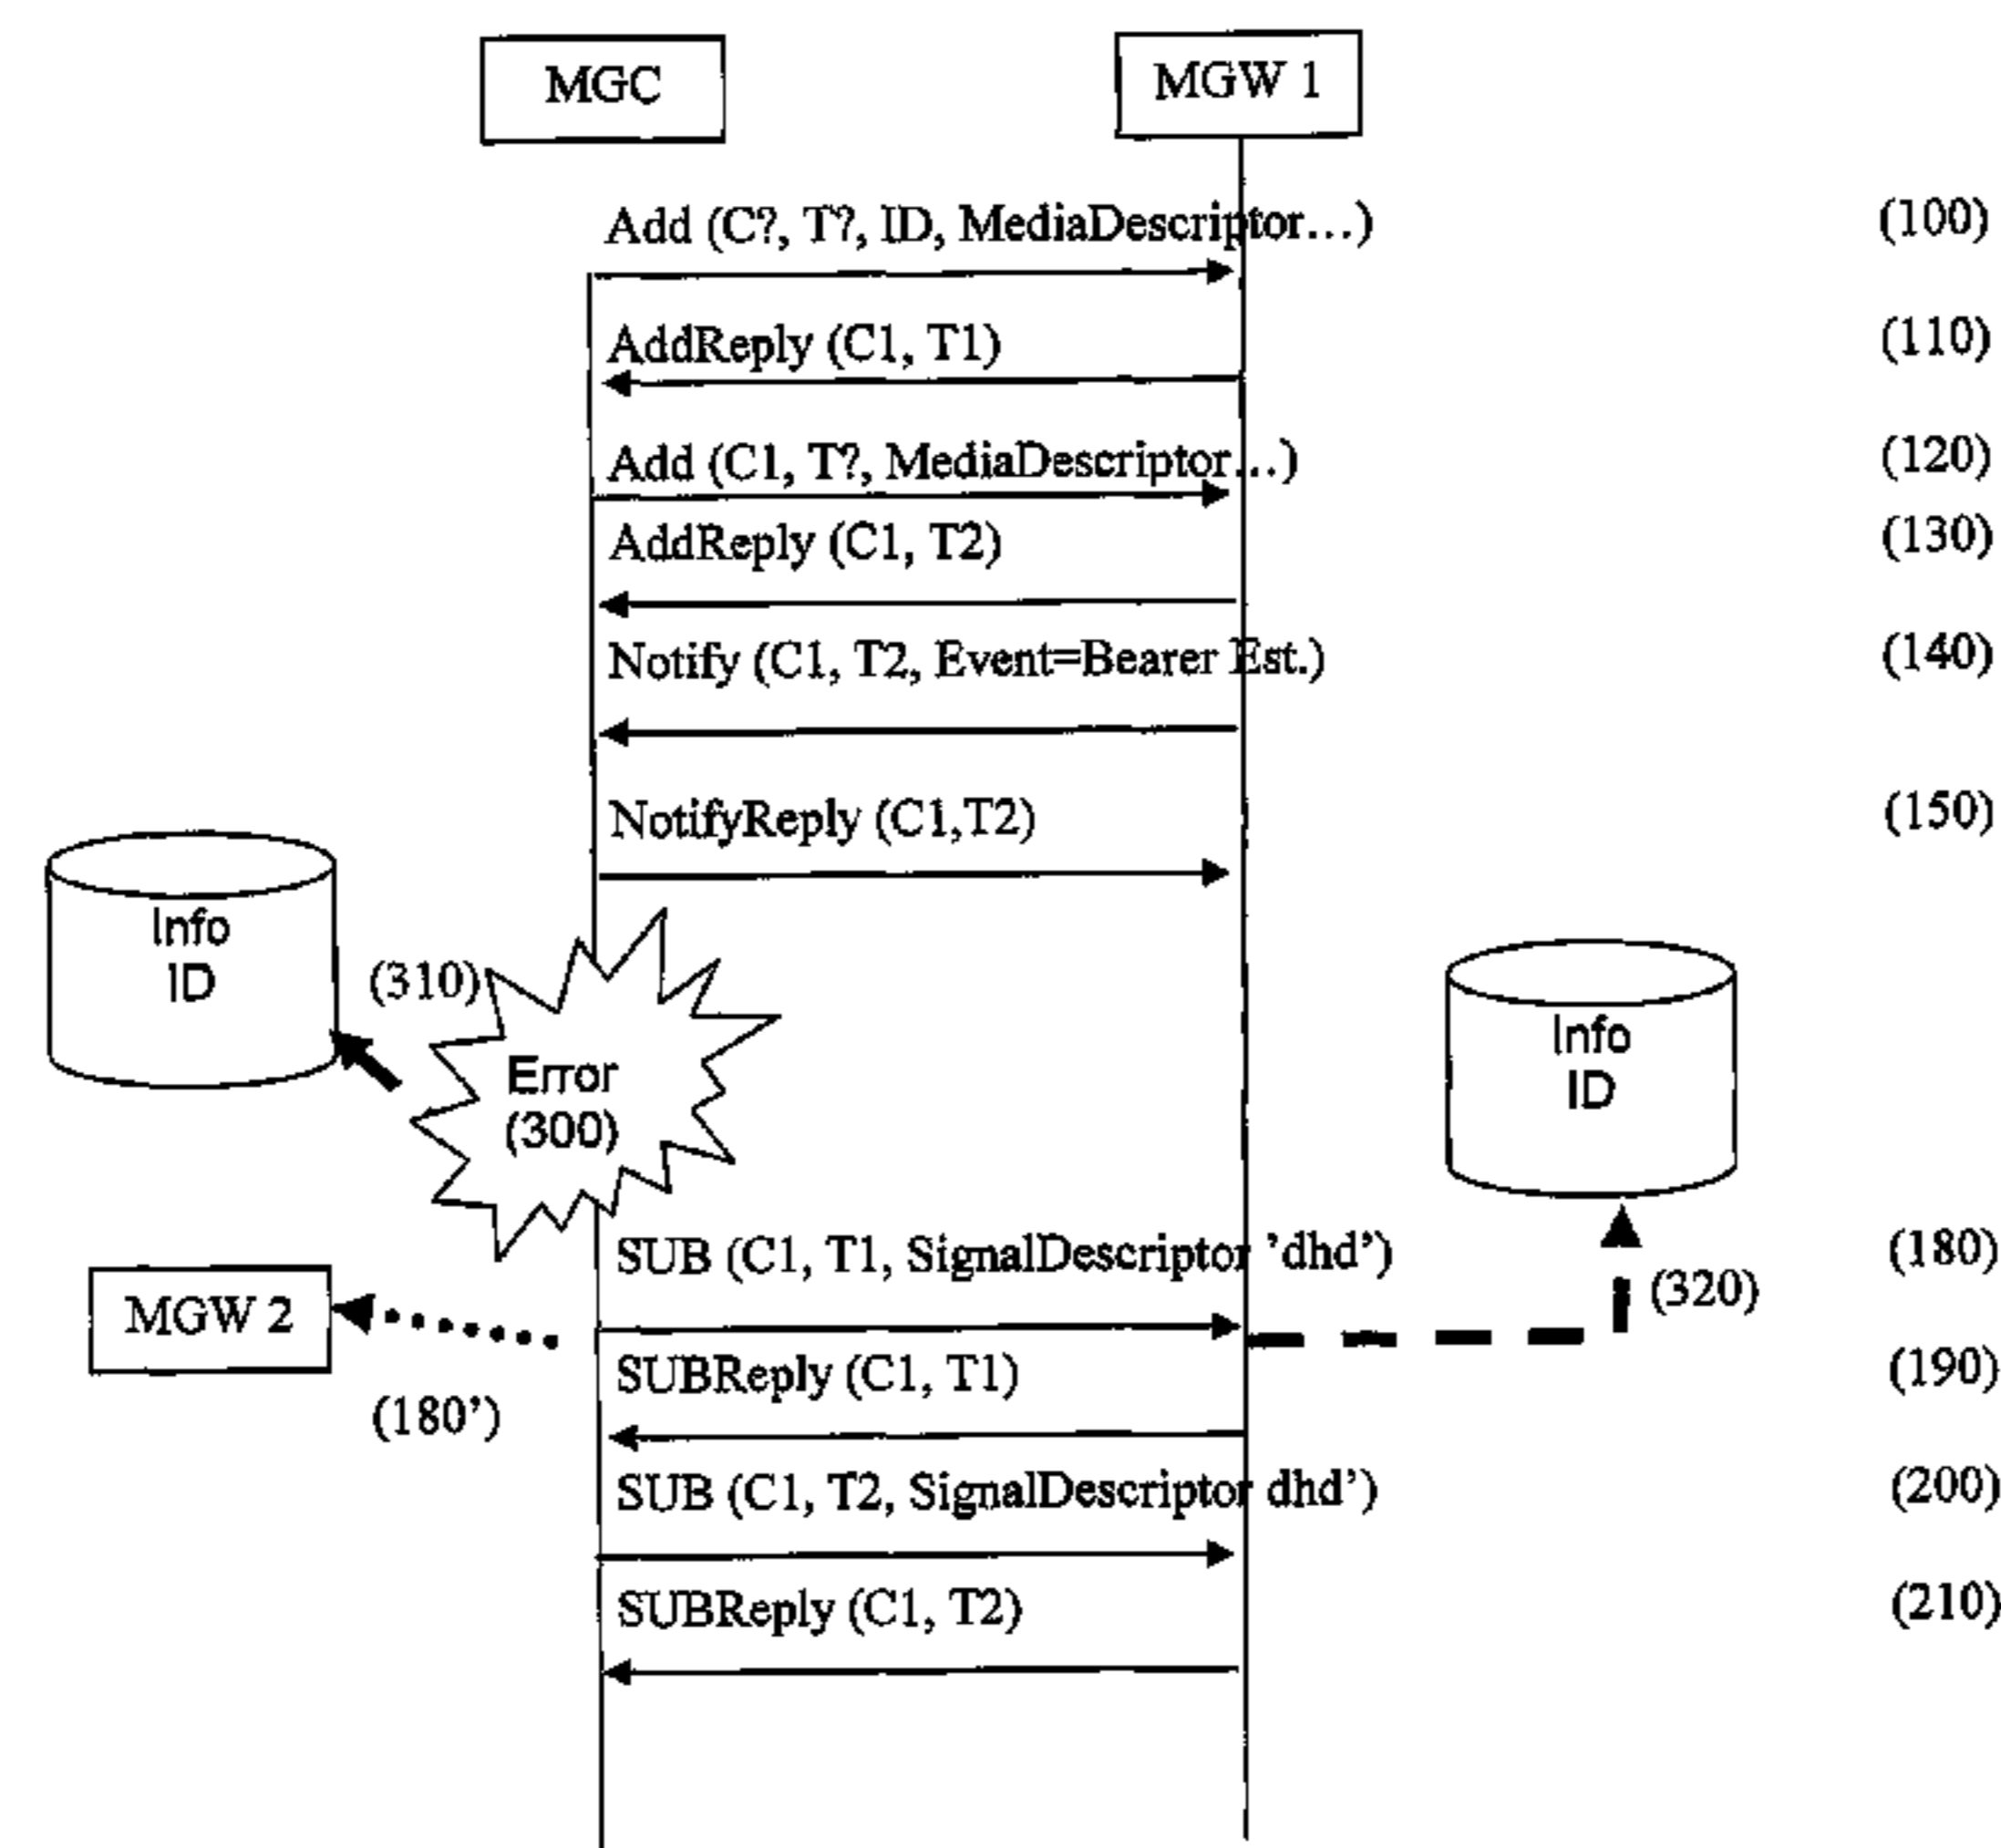 MGC
MGW 1
Add (C?, T?, ID, MediaDescriptor…) (100)
AddReply (C1, T1) (110)
Add (C1, T?, MediaDescriptor…) (120)
AddReply (C1, T2) (130)
Notify (C1, T2, Event=Bearer Est.) (140)
NotifyReply (C1,T2) (150)
Info
ID
(310)
Error
(300)
Info
ID
SUB (C1, T1, SignalDescriptor ’dhd’) (180)
(320)
MGW 2
(180’)
SUBReply (C1, T1) (190)
SUB (C1, T2, SignalDescriptor dhd’) (200)
SUBReply (C1, T2) (210)